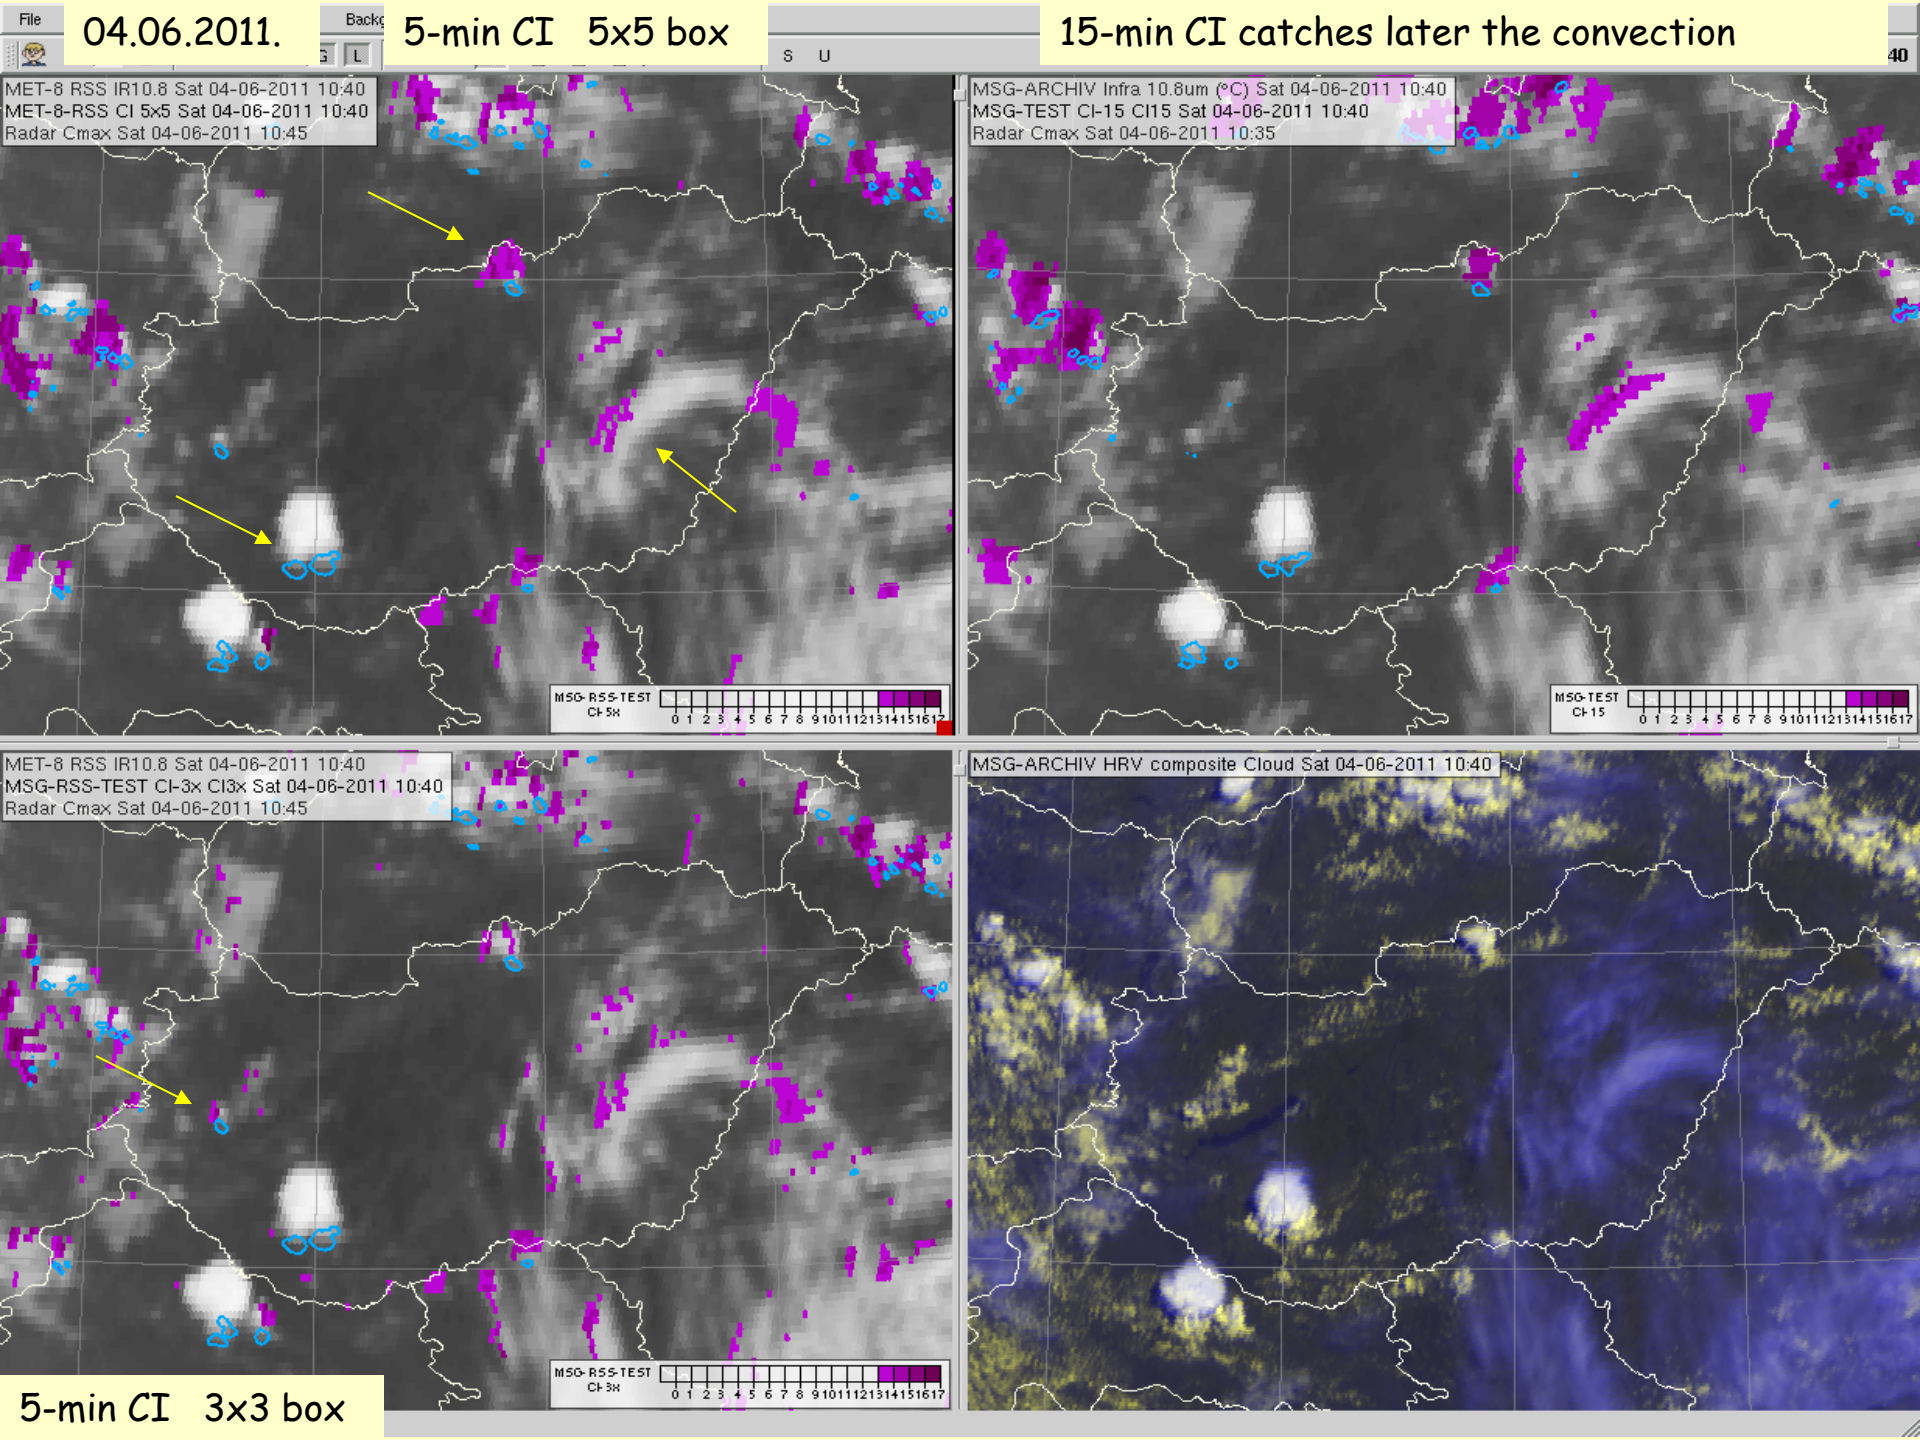 File
Backg
04.06.2011.
5-min CI 5x5 box
15-min CI catches later the convection
G L S U
40
MET-8 RSS IR10.8 Sat 04-06-2011 10:40
MET-8-RSS CI 5x5 Sat 04-06-2011 10:40
Radar Cmax Sat 04-06-2011 10:45
MSG-ARCHIV Infra 10.8um (°C) Sat 04-06-2011 10:40
MSG-TEST CI-15 CI15 Sat 04-06-2011 10:40
Radar Cmax Sat 04-06-2011 10:35
MSG-RSS-TEST
CI-5x
0 1 2 3 4 5 6 7 8 9 10 11 12 13 14 15 16 17
MSG-TEST
CI-15
0 1 2 3 4 5 6 7 8 9 10 11 12 13 14 15 16 17
MET-8 RSS IR10.8 Sat 04-06-2011 10:40
MSG-RSS-TEST CI-3x CI3x Sat 04-06-2011 10:40
Radar Cmax Sat 04-06-2011 10:45
MSG-ARCHIV HRV composite Cloud Sat 04-06-2011 10:40
MSG-RSS-TEST
CI-3x
0 1 2 3 4 5 6 7 8 9 10 11 12 13 14 15 16 17
5-min CI 3x3 box